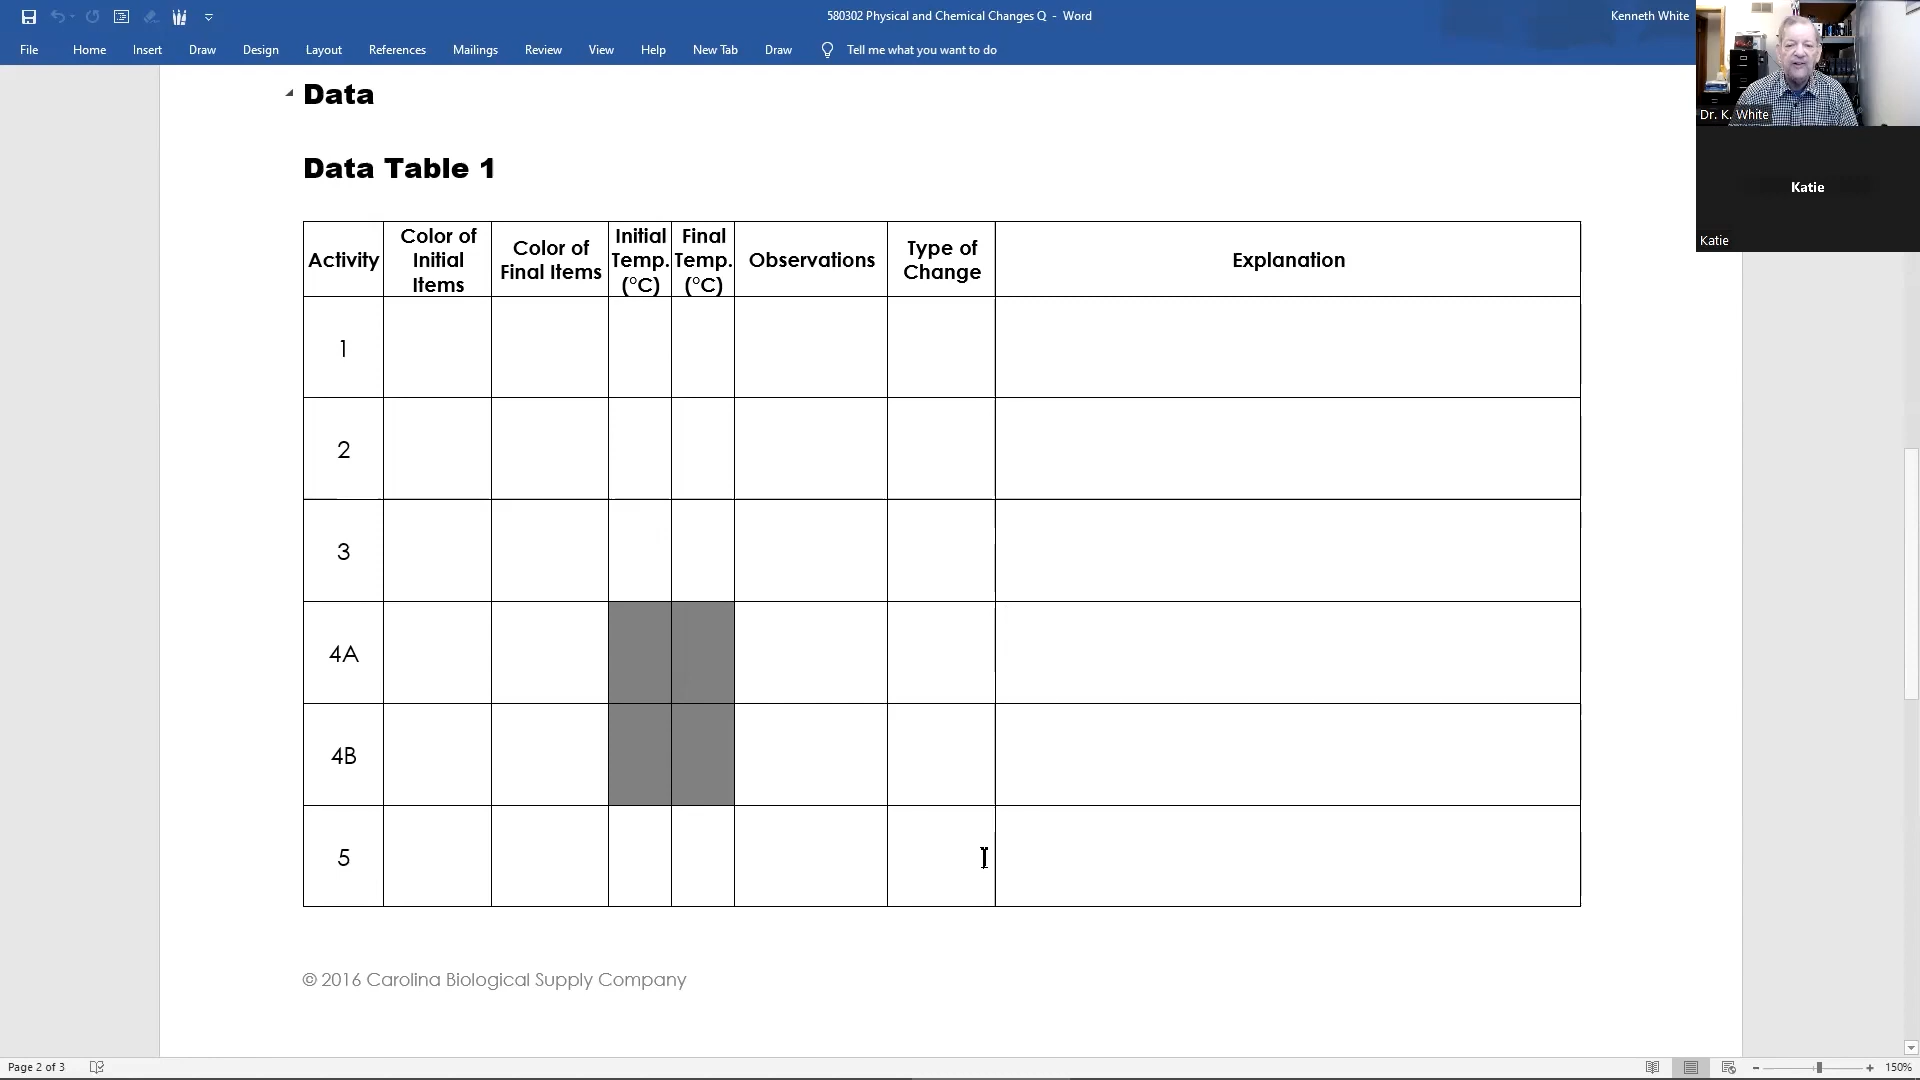 580302 Physical and Chemical Changes Q - Word
Kenneth White
File Home Insert Draw Design Layout References Mailings Review View Help New Tab Draw Tell me what you want to do
Dr. K. White
Katie
Katie
Data
Data Table 1
Activity
Color of
Initial
Items
Color of
Final Items
Initial
Temp.
(°C)
Final
Temp.
(°C)
Observations
Type of
Change
Explanation
1
2
3
4A
4B
5
© 2016 Carolina Biological Supply Company
Page 2 of 3
150%